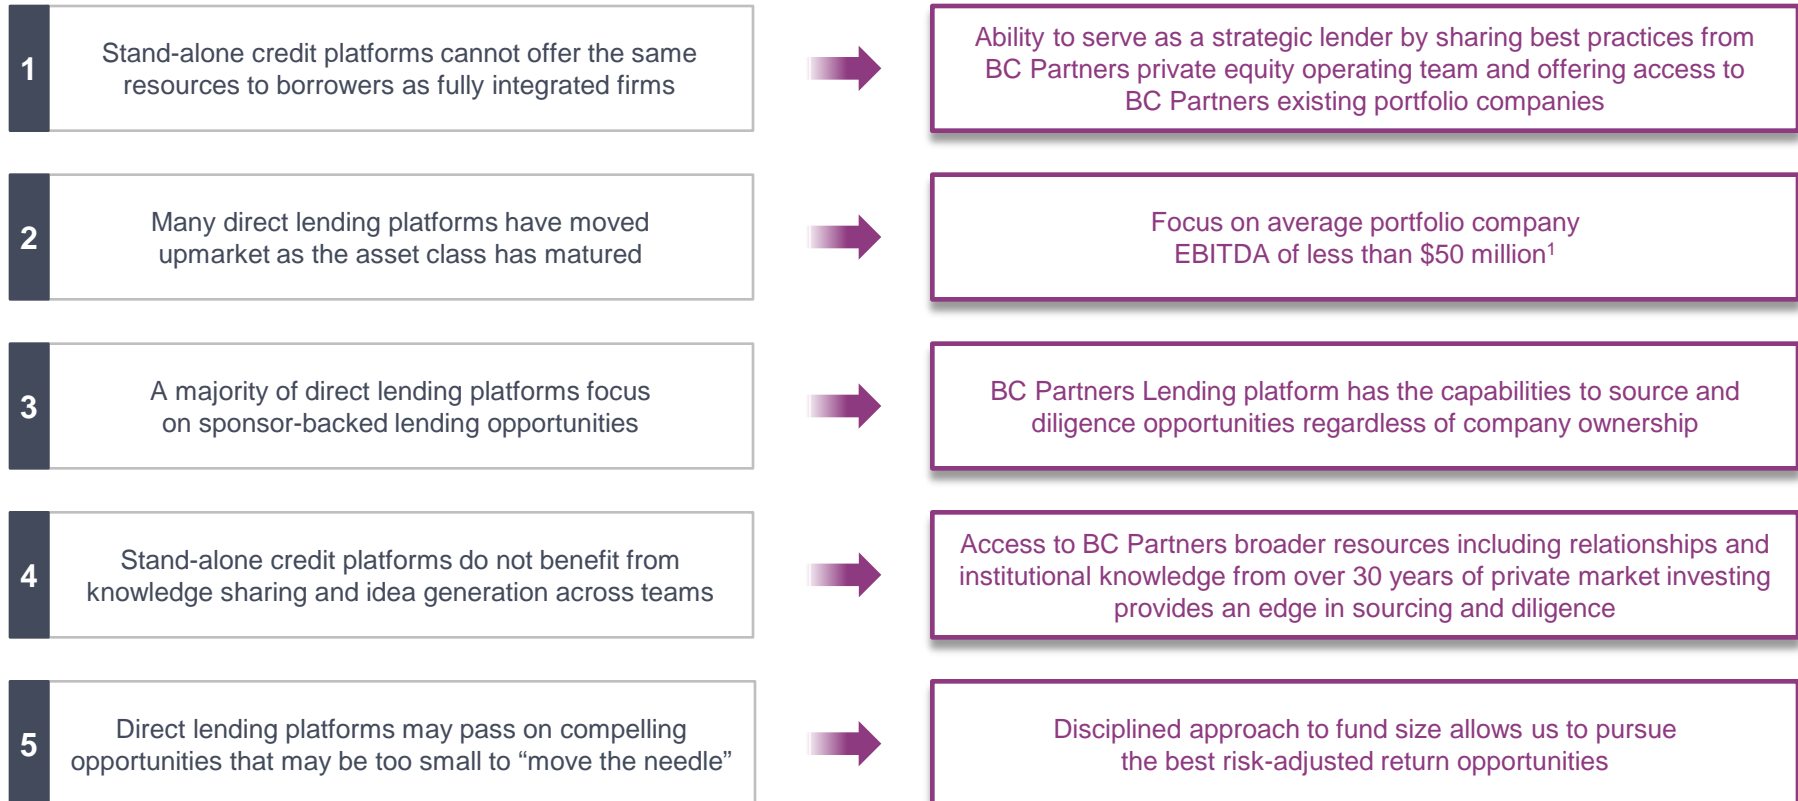 1
Stand-alone credit platforms cannot offer the same
resources to borrowers as fully integrated firms
Ability to serve as a strategic lender by sharing best practices from
BC Partners private equity operating team and offering access to
BC Partners existing portfolio companies
2
Many direct lending platforms have moved
upmarket as the asset class has matured
Focus on average portfolio company
EBITDA of less than $50 million¹
3
A majority of direct lending platforms focus
on sponsor-backed lending opportunities
BC Partners Lending platform has the capabilities to source and
diligence opportunities regardless of company ownership
4
Stand-alone credit platforms do not benefit from
knowledge sharing and idea generation across teams
Access to BC Partners broader resources including relationships and
institutional knowledge from over 30 years of private market investing
provides an edge in sourcing and diligence
5
Direct lending platforms may pass on compelling
opportunities that may be too small to “move the needle”
Disciplined approach to fund size allows us to pursue
the best risk-adjusted return opportunities